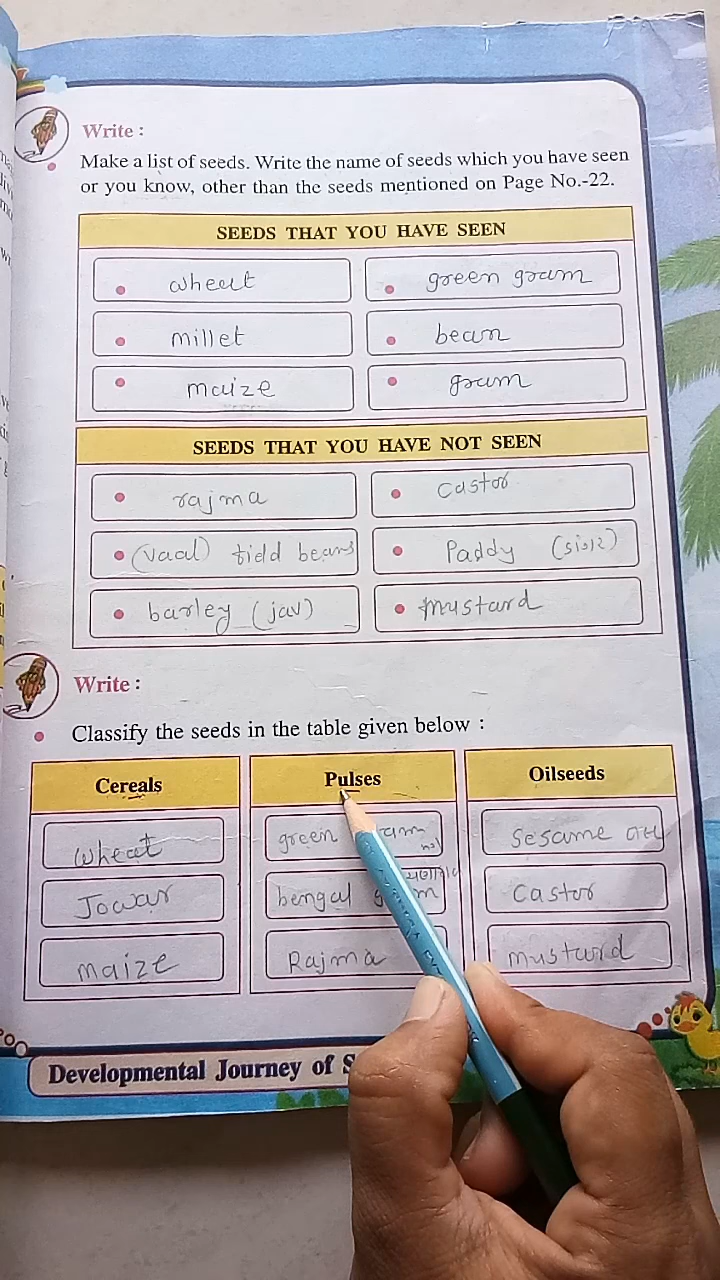 Write :
Make a list of seeds. Write the name of seeds which you have seen
or you know, other than the seeds mentioned on Page No.-22.
SEEDS THAT YOU HAVE SEEN
wheat green gram
millet bean
maize gram
SEEDS THAT YOU HAVE NOT SEEN
rajma castor
(vaal) field beans Paddy
barley (jav) mustard
Write :
Classify the seeds in the table given below :
Cereals Pulses Oilseeds
wheat green sesame
Jowar bengal castor
maize Rajma mustard
Developmental Journey of